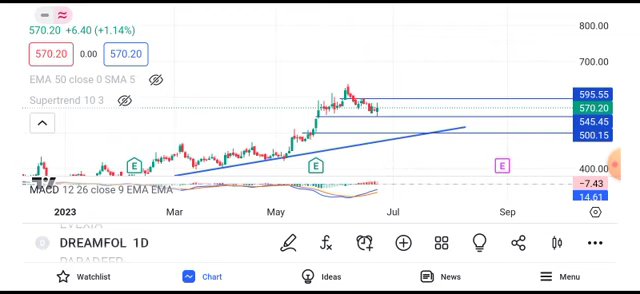 570.20 +6.40 (+1.14%)
570.20 0.00 570.20
EMA 50 close 0 SMA 5
Supertrend 10 3
800.00
700.00
595.55
570.20
545.45
500.15
400.00
E E E
MACD 12 26 close 9 EMA EMA
−7.43
14.61
2023 Mar May Jul Sep
D DREAMFOL 1D
Watchlist Chart Ideas News Menu